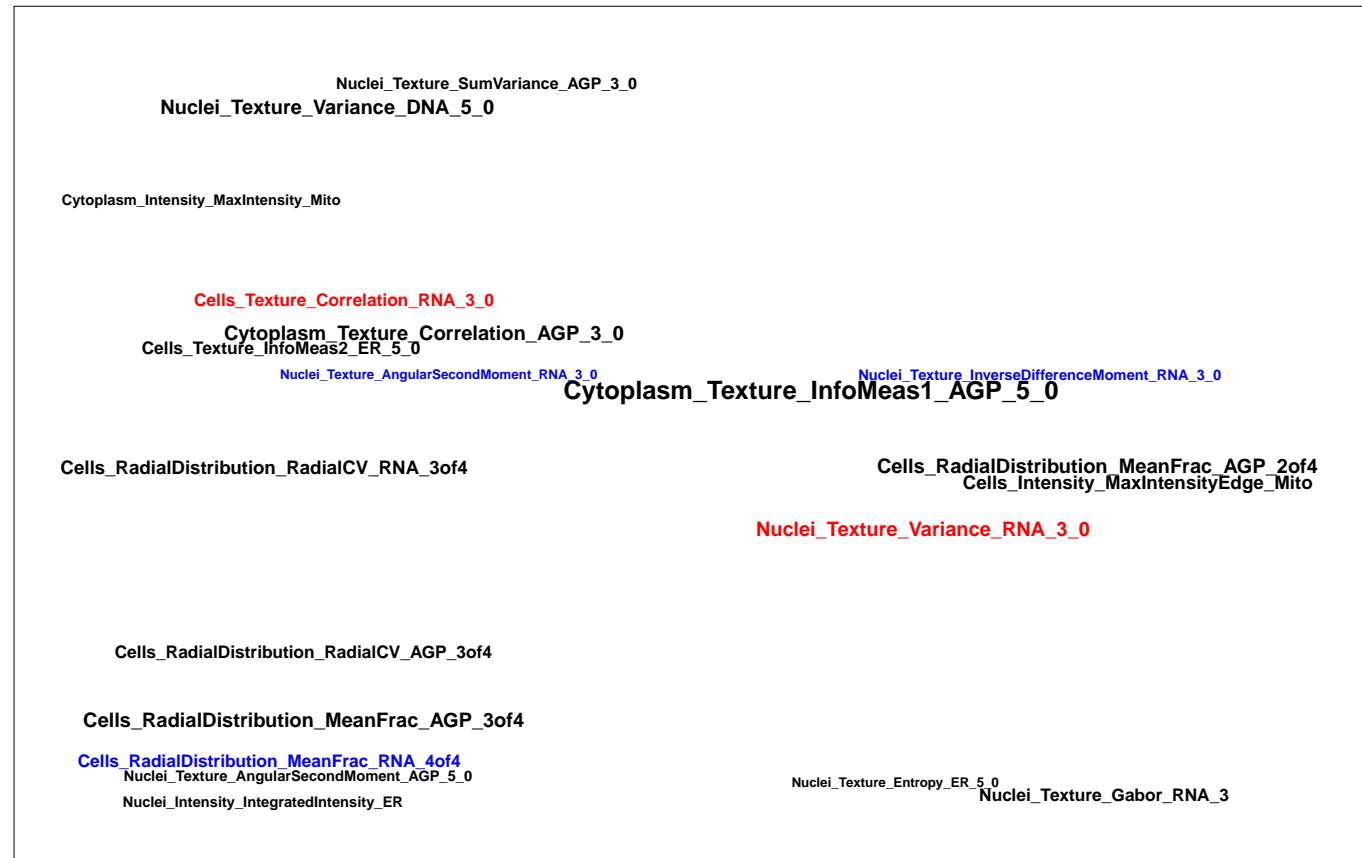 Nuclei_Texture_SumVariance_AGP_3_0
Nuclei_Texture_Variance_DNA_5_0
Cytoplasm_Intensity_MaxIntensity_Mito
Cells_Texture_Correlation_RNA_3_0
Cytoplasm_Texture_Correlation_AGP_3_0
Cells_Texture_InfoMeas2_ER_5_0
Nuclei_Texture_AngularSecondMoment_RNA_3_0
Nuclei_Texture_InverseDifferenceMoment_RNA_3_0
Cytoplasm_Texture_InfoMeas1_AGP_5_0
Cells_RadialDistribution_RadialCV_RNA_3of4
Cells_RadialDistribution_MeanFrac_AGP_2of4
Cells_Intensity_MaxIntensityEdge_Mito
Nuclei_Texture_Variance_RNA_3_0
Cells_RadialDistribution_RadialCV_AGP_3of4
Cells_RadialDistribution_MeanFrac_AGP_3of4
Cells_RadialDistribution_MeanFrac_RNA_4of4
Nuclei_Texture_AngularSecondMoment_AGP_5_0
Nuclei_Texture_Entropy_ER_5_0
Nuclei_Texture_Gabor_RNA_3
Nuclei_Intensity_IntegratedIntensity_ER